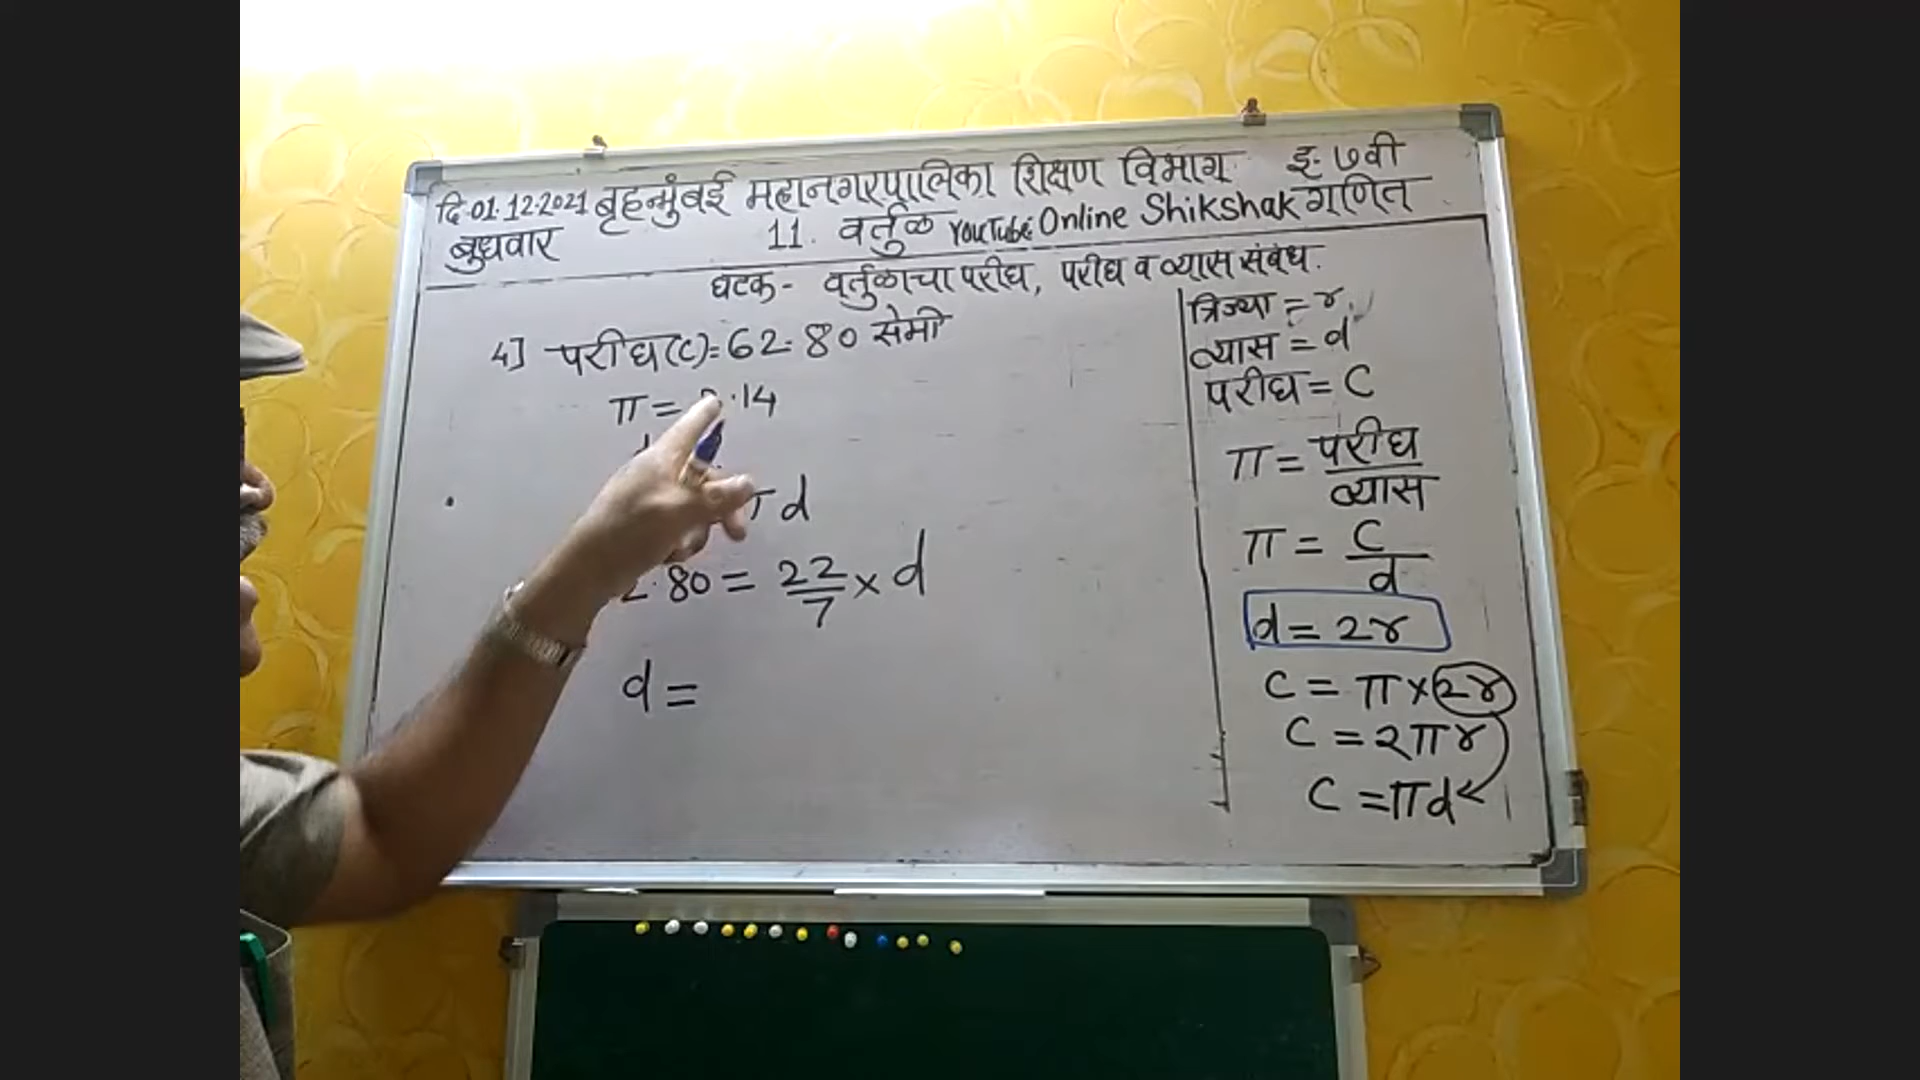 दि.01.12.2021 बृहन्मुंबई महानगरपालिका शिक्षण विभाग इ. ७वी
बुधवार 11. वर्तुळ YouTube: Online Shikshak गणित
घटक - वर्तुळाचा परीघ, परीघ व व्यास संबंध.
4] परीघ(c)=62.80 सेमी
π = .14
d
= 22/7 × d
d =
त्रिज्या = r.
व्यास = d
परीघ = C
π = परीघ/व्यास
π = C/d
d = 2r
C = π × 2r
C = 2πr
C = πd